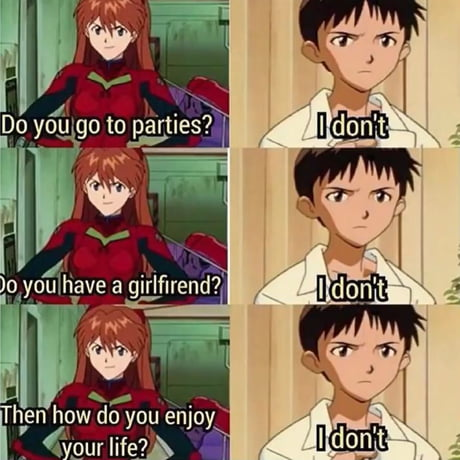 Do you go to parties?
I don't
Do you have a girlfirend?
I don't
Then how do you enjoy
your life?
I don't